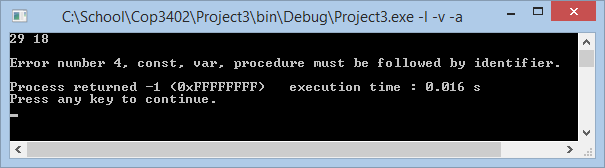 C:\School\Cop3402\Project3\bin\Debug\Project3.exe -l -v -a
29 18
Error number 4, const, var, procedure must be followed by identifier.
Process returned -1 (0xFFFFFFFF)   execution time : 0.016 s
Press any key to continue.